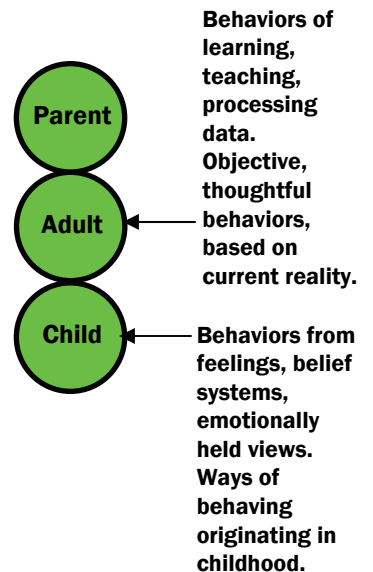 Parent
Adult
Child
Behaviors of
learning,
teaching,
processing
data.
Objective,
thoughtful
behaviors,
based on
current reality.
Behaviors from
feelings, belief
systems,
emotionally
held views.
Ways of
behaving
originating in
childhood.